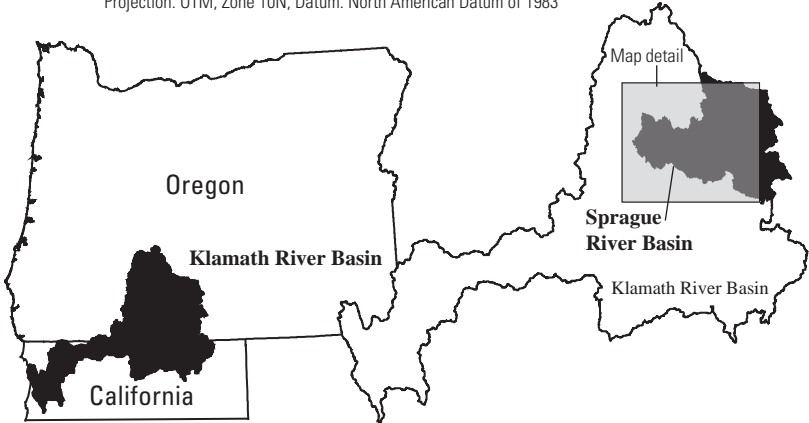 Projection: UTM, Zone 10N, Datum: North American Datum of 1983
Map detail
Oregon
Sprague
River Basin
Klamath River Basin
Klamath River Basin
California